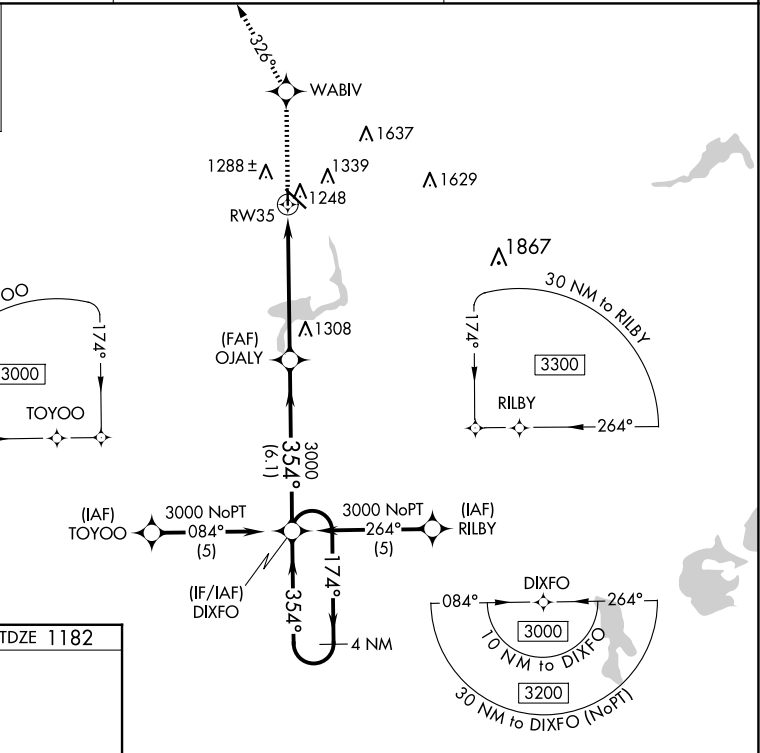 326°
WABIV
1637
1288 ±
1339
1629
1248
RW35
1867
OO
30 NM to RILBY
174°
174°
1308
(FAF)
OJALY
3000
3300
TOYOO
RILBY
264°
3000
354°
(6.1)
(IAF)
TOYOO
3000 NoPT
084°
(5)
3000 NoPT
264°
(5)
(IAF)
RILBY
(IF/IAF)
DIXFO
354°
174°
4 NM
DIXFO
084°
264°
3000
10 NM to DIXFO
3200
30 NM to DIXFO (NoPT)
TDZE 1182